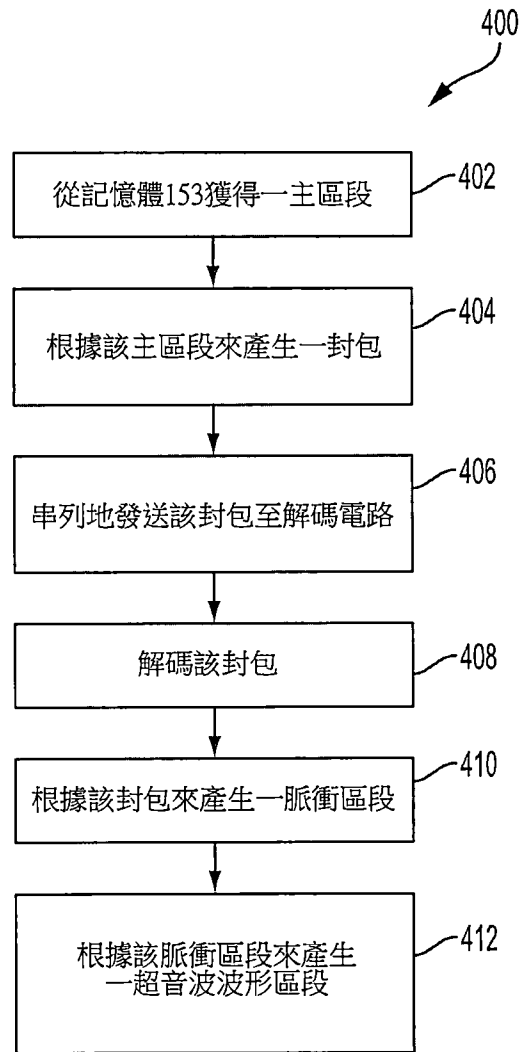 400
從記憶體153獲得一主區段
402
根據該主區段來產生一封包
404
串列地發送該封包至解碼電路
406
解碼該封包
408
根據該封包來產生一脈衝區段
410
根據該脈衝區段來產生
一超音波波形區段
412